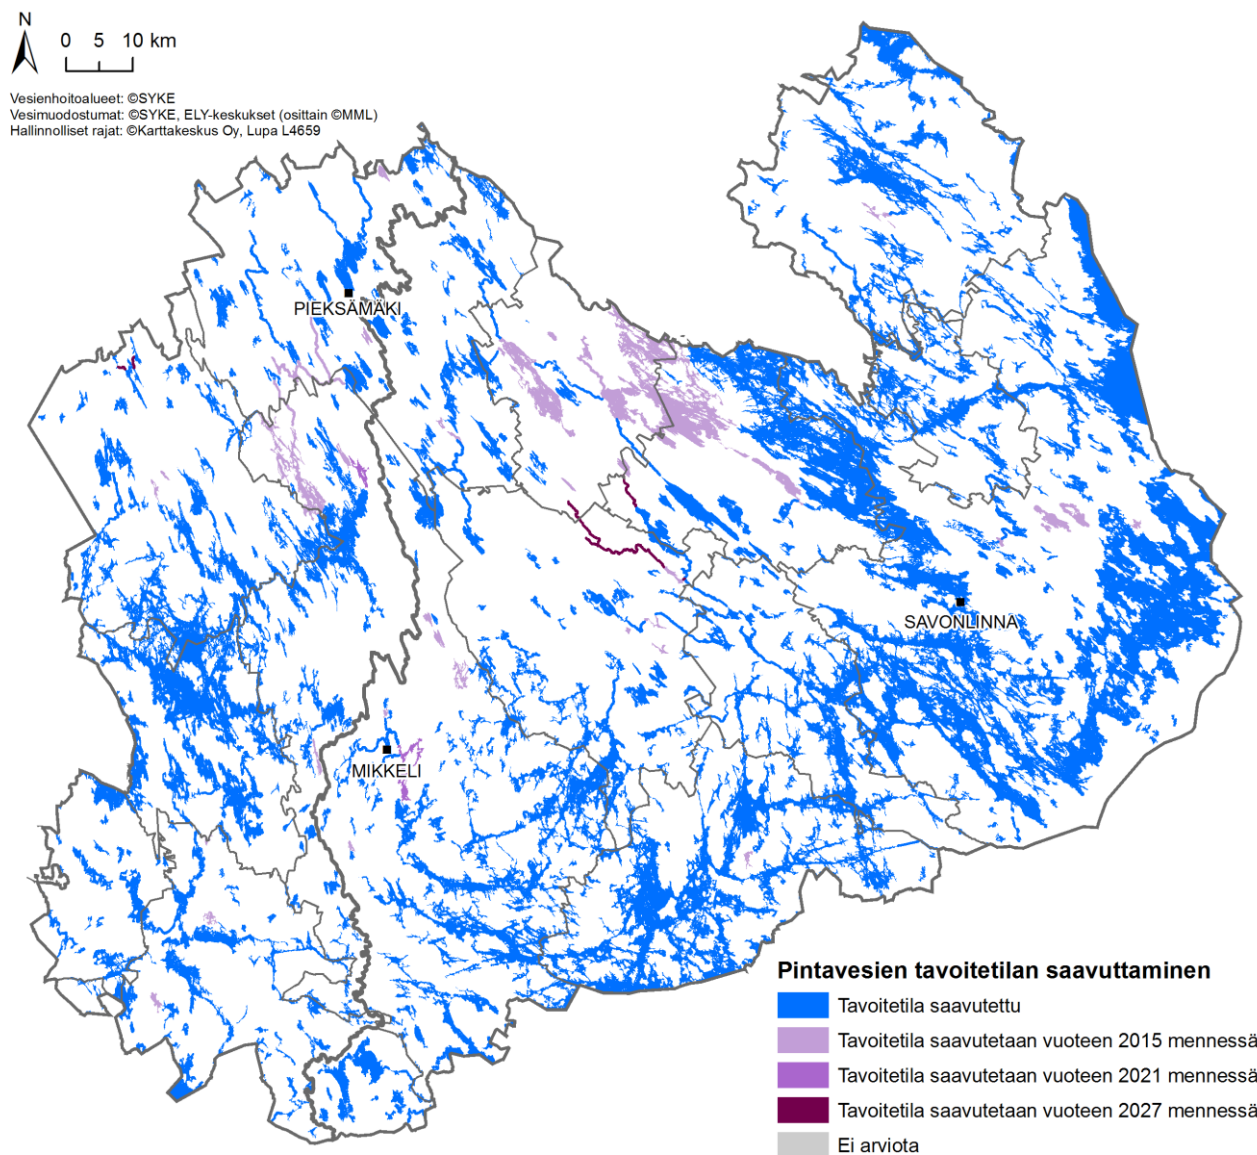 N
0 5 10 km
Vesienhoitoalueet: ©SYKE
Vesimuodostumat: ©SYKE, ELY-keskukset (osittain ©MML)
Hallinnolliset rajat: ©Karttakeskus Oy, Lupa L4659
PIEKSÄMÄKI
SAVONLINNA
MIKKELI
Pintavesien tavoitetilan saavuttaminen
Tavoitetila saavutettu
Tavoitetila saavutetaan vuoteen 2015 mennessä
Tavoitetila saavutetaan vuoteen 2021 mennessä
Tavoitetila saavutetaan vuoteen 2027 mennessä
Ei arviota